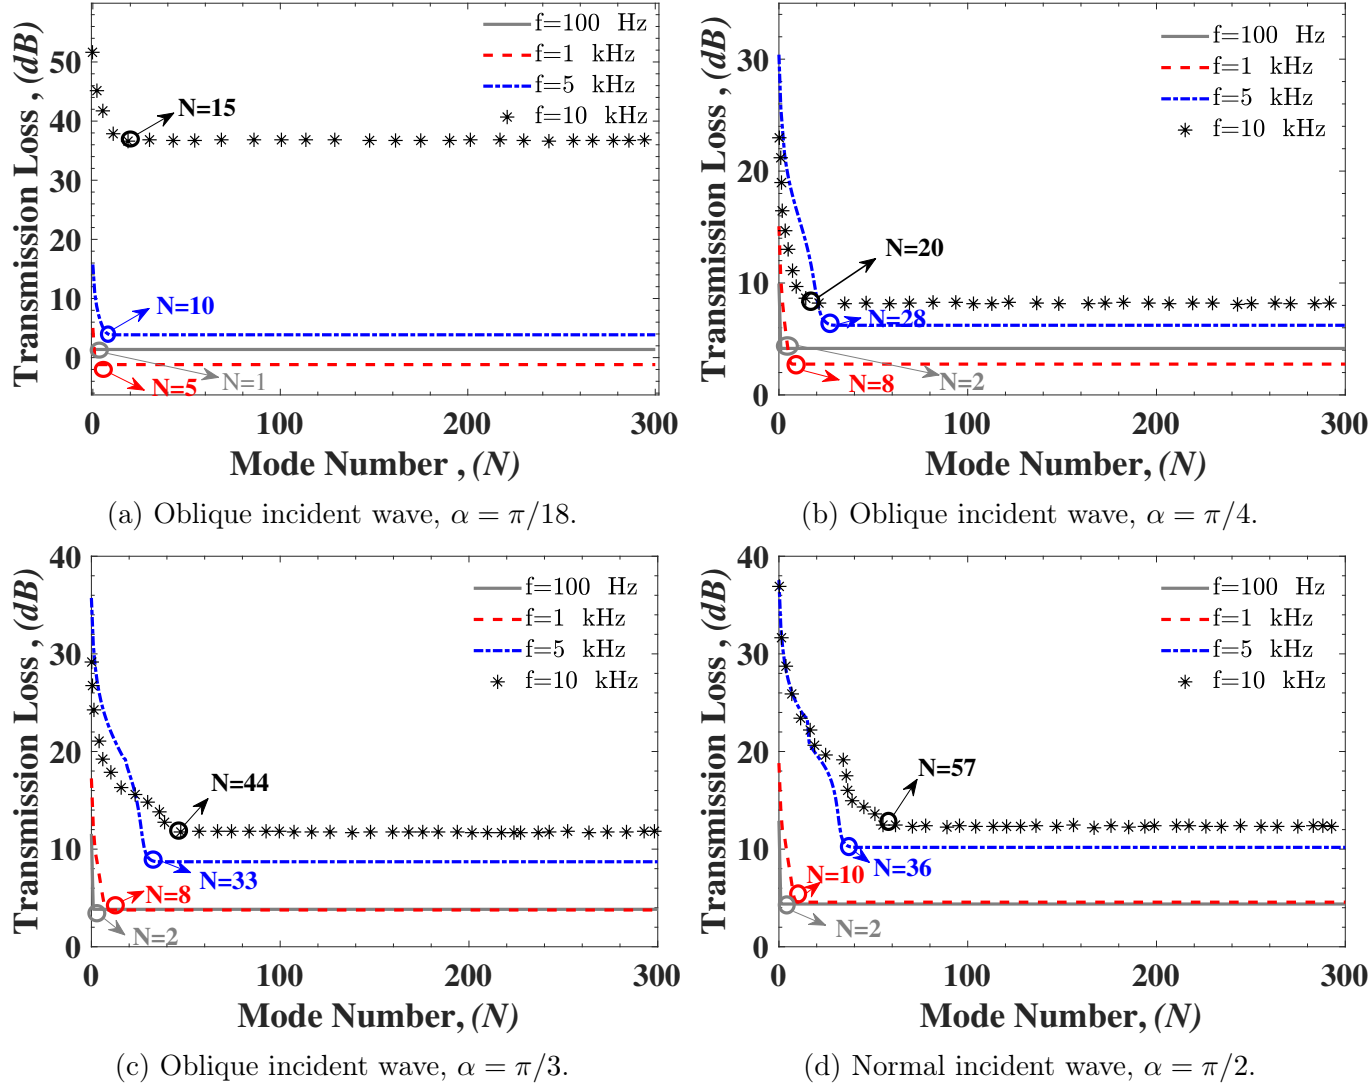 Transmission Loss , (dB)
50
40
30
20
10
0
0
100
200
300
Mode Number , (N)
f=100 Hz
f=1 kHz
f=5 kHz
f=10 kHz
N=15
N=10
N=5
N=1
(a) Oblique incident wave, α = π/18.
Transmission Loss , (dB)
30
20
10
0
0
100
200
300
Mode Number, (N)
f=100 Hz
f=1 kHz
f=5 kHz
f=10 kHz
N=20
N=28
N=8
N=2
(b) Oblique incident wave, α = π/4.
Transmission Loss , (dB)
40
30
20
10
0
0
100
200
300
Mode Number, (N)
f=100 Hz
f=1 kHz
f=5 kHz
f=10 kHz
N=44
N=33
N=8
N=2
(c) Oblique incident wave, α = π/3.
Transmission Loss , (dB)
40
30
20
10
0
0
100
200
300
Mode Number, (N)
f=100 Hz
f=1 kHz
f=5 kHz
f=10 kHz
N=57
N=36
N=10
N=2
(d) Normal incident wave, α = π/2.